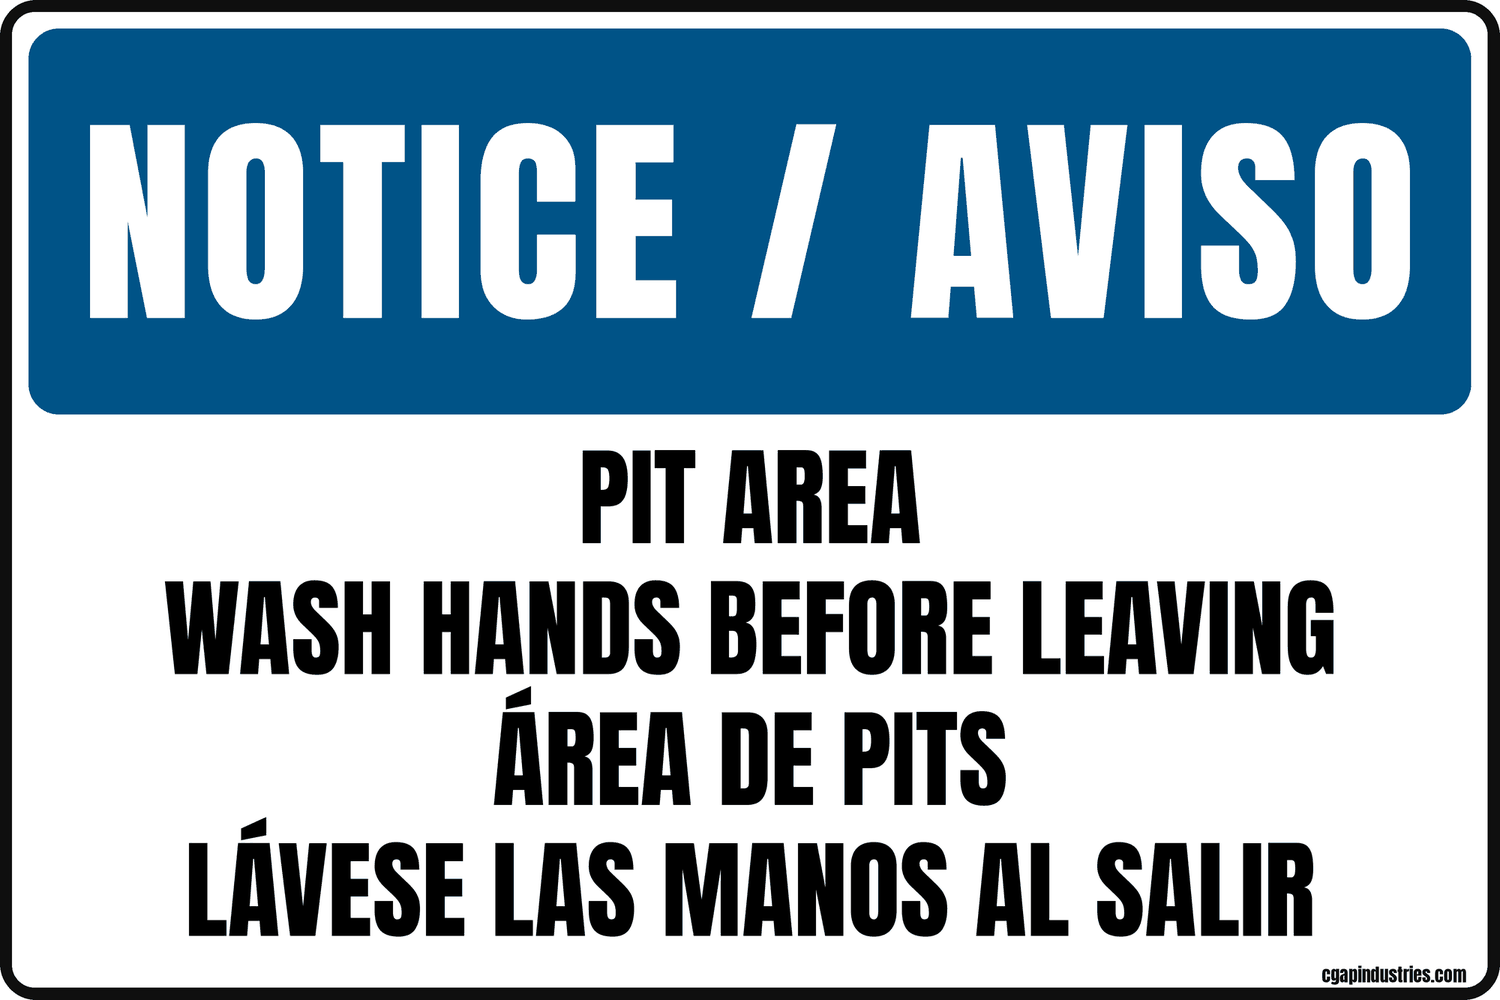 NOTICE / AVISO
PIT AREA
WASH HANDS BEFORE LEAVING
ÁREA DE PITS
LÁVESE LAS MANOS AL SALIR
cgapindustries.com